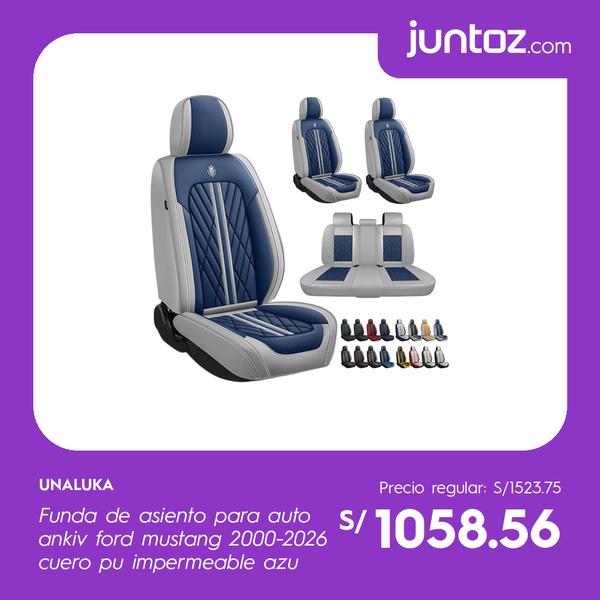 juntoz.com
UNALUKA
Funda de asiento para auto
ankiv ford mustang 2000-2026
cuero pu impermeable azu
Precio regular: S/1523.75
S/ 1058.56